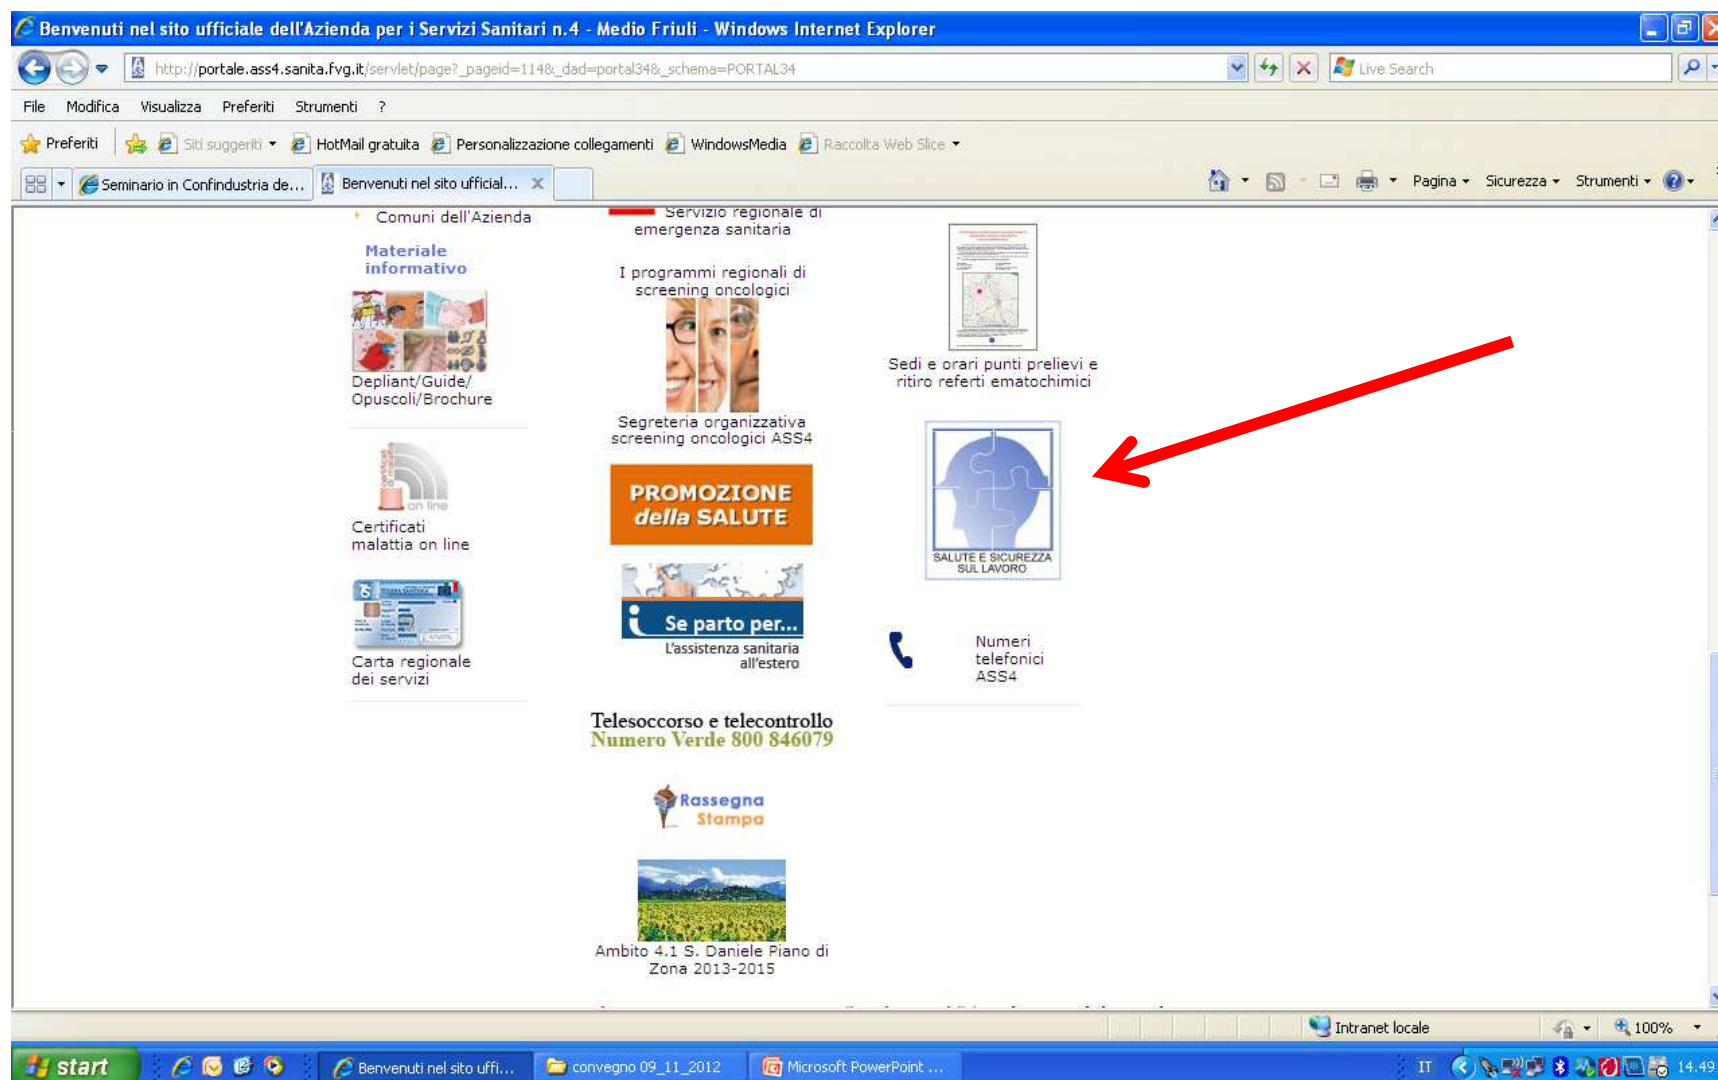 Benvenuti nel sito ufficiale dell'Azienda per i Servizi Sanitari n.4 - Medio Friuli - Windows Internet Explorer
http://portale.ass4.sanita.fvg.it/servlet/page?_pageid=114&_dad=portal34&_schema=PORTAL34
Live Search
File Modifica Visualizza Preferiti Strumenti ?
Preferiti Siti suggeriti HotMail gratuita Personalizzazione collegamenti WindowsMedia Raccolta Web Slice
Seminario in Confindustria de... Benvenuti nel sito ufficial... Pagina Sicurezza Strumenti
Comuni dell'Azienda
Materiale
informativo
Depliant/Guide/
Opuscoli/Brochure
certificati
di malattia
on line
Certificati
malattia on line
TESSERA SANITARIA
Carta regionale
dei servizi
Servizio regionale di
emergenza sanitaria
I programmi regionali di
screening oncologici
Segreteria organizzativa
screening oncologici ASS4
PROMOZIONE
della SALUTE
i Se parto per...
L'assistenza sanitaria
all'estero
Telesoccorso e telecontrollo
Numero Verde 800 846079
Rassegna
Stampa
Ambito 4.1 S. Daniele Piano di
Zona 2013-2015
Sedi e orari punti prelievi e
ritiro referti ematochimici
SALUTE E SICUREZZA
SUL LAVORO
Numeri
telefonici
ASS4
Intranet locale 100%
start Benvenuti nel sito uffi... convegno 09_11_2012 Microsoft PowerPoint ... IT 14.49